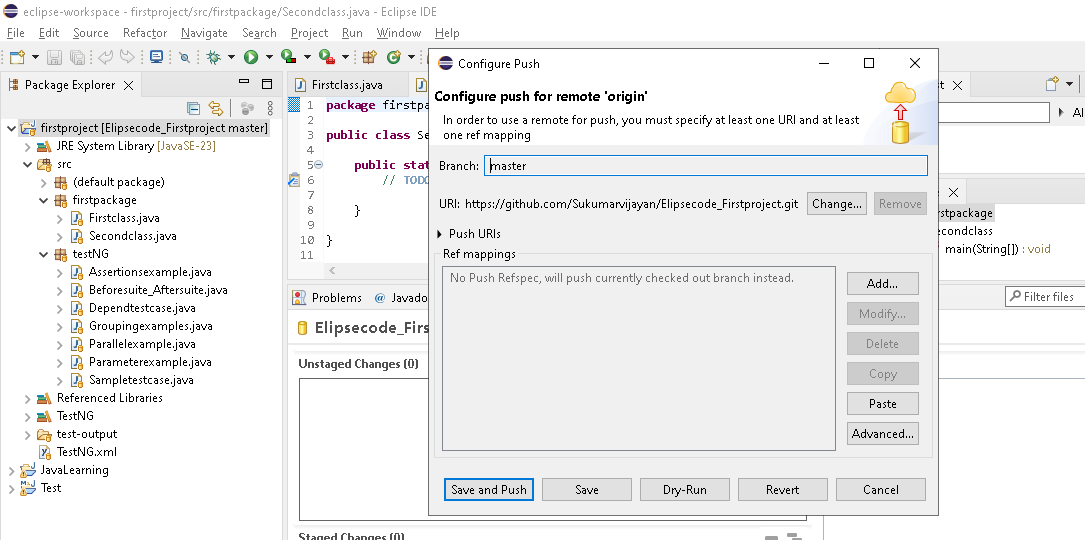 eclipse-workspace - firstproject/src/firstpackage/Secondclass.java - Eclipse IDE
File Edit Source Refactor Navigate Search Project Run Window Help
Package Explorer
firstproject [Elipsecode_Firstproject master]
JRE System Library [JavaSE-23]
src
(default package)
firstpackage
Firstclass.java
Secondclass.java
testNG
Assertionsexample.java
Beforesuite_Aftersuite.java
Dependtestcase.java
Groupingexamples.java
Parallelexample.java
Parameterexample.java
Sampletestcase.java
Referenced Libraries
TestNG
test-output
TestNG.xml
JavaLearning
Test
Firstclass.java
1 package firstpa
2
3 public class Se
4
5 public stat
6 // TODO
7
8 }
9
10 }
11
Problems @ Javado
Elipsecode_Firs
Unstaged Changes (0)
Staged Changes (0)
Configure Push
Configure push for remote 'origin'
In order to use a remote for push, you must specify at least one URI and at least
one ref mapping
Branch: master
URI: https://github.com/Sukumarvijayan/Elipsecode_Firstproject.git Change... Remove
Push URIs
Ref mappings
No Push Refspec, will push currently checked out branch instead.
Add...
Modify...
Delete
Copy
Paste
Advanced...
Save and Push Save Dry-Run Revert Cancel
t
Al
stpackage
econdclass
main(String[]) : void
Filter files